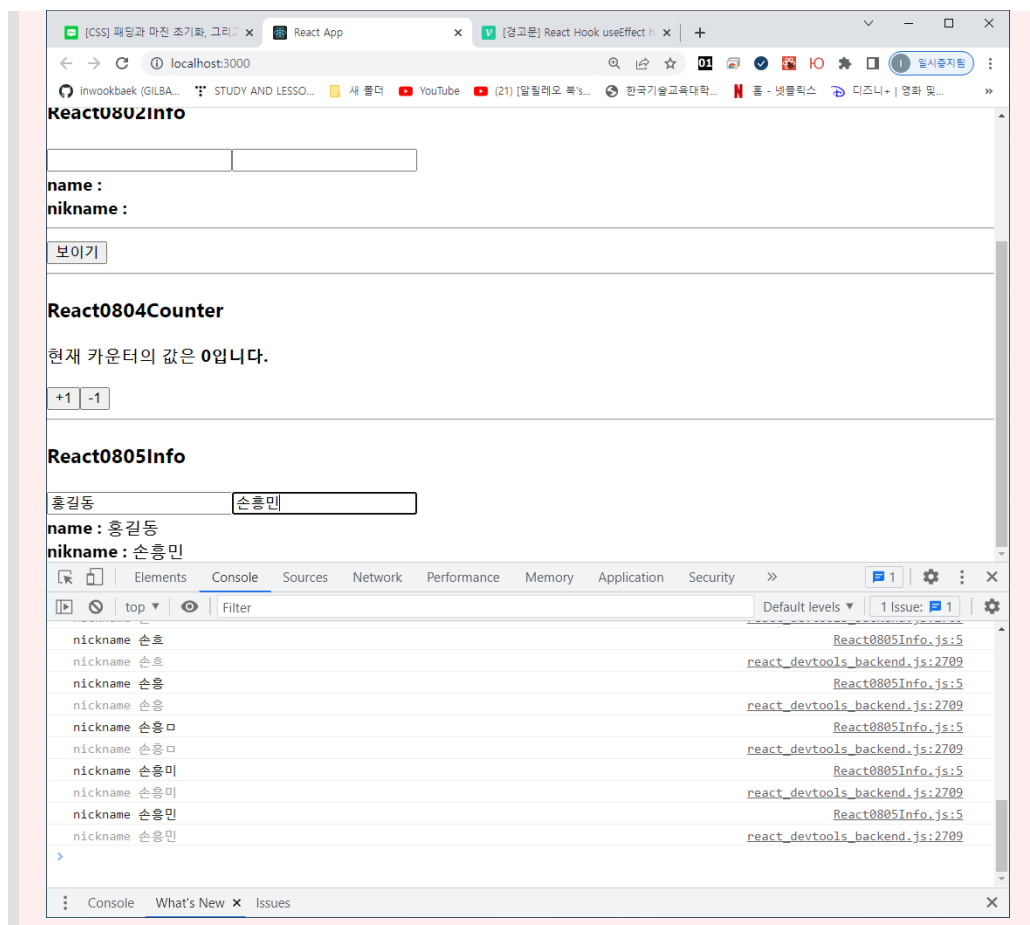 [CSS] 패딩과 마진 초기화, 그리고 React App [경고문] React Hook useEffect h
localhost:3000 01 ю I 일시중지됨
inwookbaek (GILBA... STUDY AND LESSO... 새 폴더 YouTube (21) [알릴레오 북's... 한국기술교육대학... 홈 - 넷플릭스 디즈니+ | 영화 및... »
React0802Info
name :
nikname :
보이기
React0804Counter
현재 카운터의 값은 0입니다.
+1 -1
React0805Info
홍길동 손흥민
name : 홍길동
nikname : 손흥민
Elements Console Sources Network Performance Memory Application Security » 1
top ▼ Filter Default levels ▼ 1 Issue: 1
nickname 손흐 React0805Info.js:5
nickname 손흐 react_devtools_backend.js:2709
nickname 손흥 React0805Info.js:5
nickname 손흥 react_devtools_backend.js:2709
nickname 손흥ㅁ React0805Info.js:5
nickname 손흥ㅁ react_devtools_backend.js:2709
nickname 손흥미 React0805Info.js:5
nickname 손흥미 react_devtools_backend.js:2709
nickname 손흥민 React0805Info.js:5
nickname 손흥민 react_devtools_backend.js:2709
>
Console What's New Issues